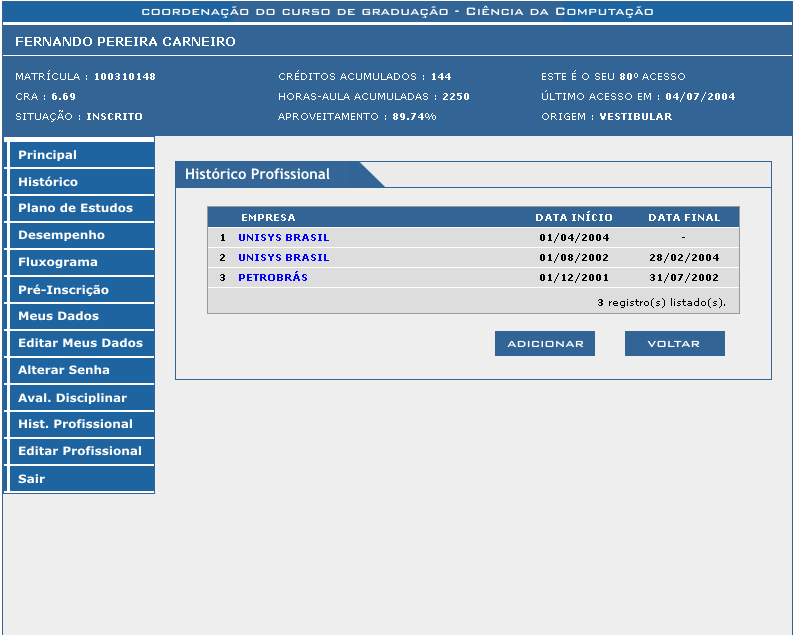 COORDENAÇÃO DO CURSO DE GRADUAÇÃO - CIÊNCIA DA COMPUTAÇÃO
FERNANDO PEREIRA CARNEIRO
MATRÍCULA : 100310148 CRÉDITOS ACUMULADOS : 144 ESTE É O SEU 80º ACESSO
CRA : 6.69 HORAS-AULA ACUMULADAS : 2250 ÚLTIMO ACESSO EM : 04/07/2004
SITUAÇÃO : INSCRITO APROVEITAMENTO : 89.74% ORIGEM : VESTIBULAR
Principal
Histórico
Plano de Estudos
Desempenho
Fluxograma
Pré-Inscrição
Meus Dados
Editar Meus Dados
Alterar Senha
Aval. Disciplinar
Hist. Profissional
Editar Profissional
Sair
Histórico Profissional
EMPRESA DATA INÍCIO DATA FINAL
1 UNISYS BRASIL 01/04/2004 -
2 UNISYS BRASIL 01/08/2002 28/02/2004
3 PETROBRÁS 01/12/2001 31/07/2002
3 registro(s) listado(s).
ADICIONAR VOLTAR